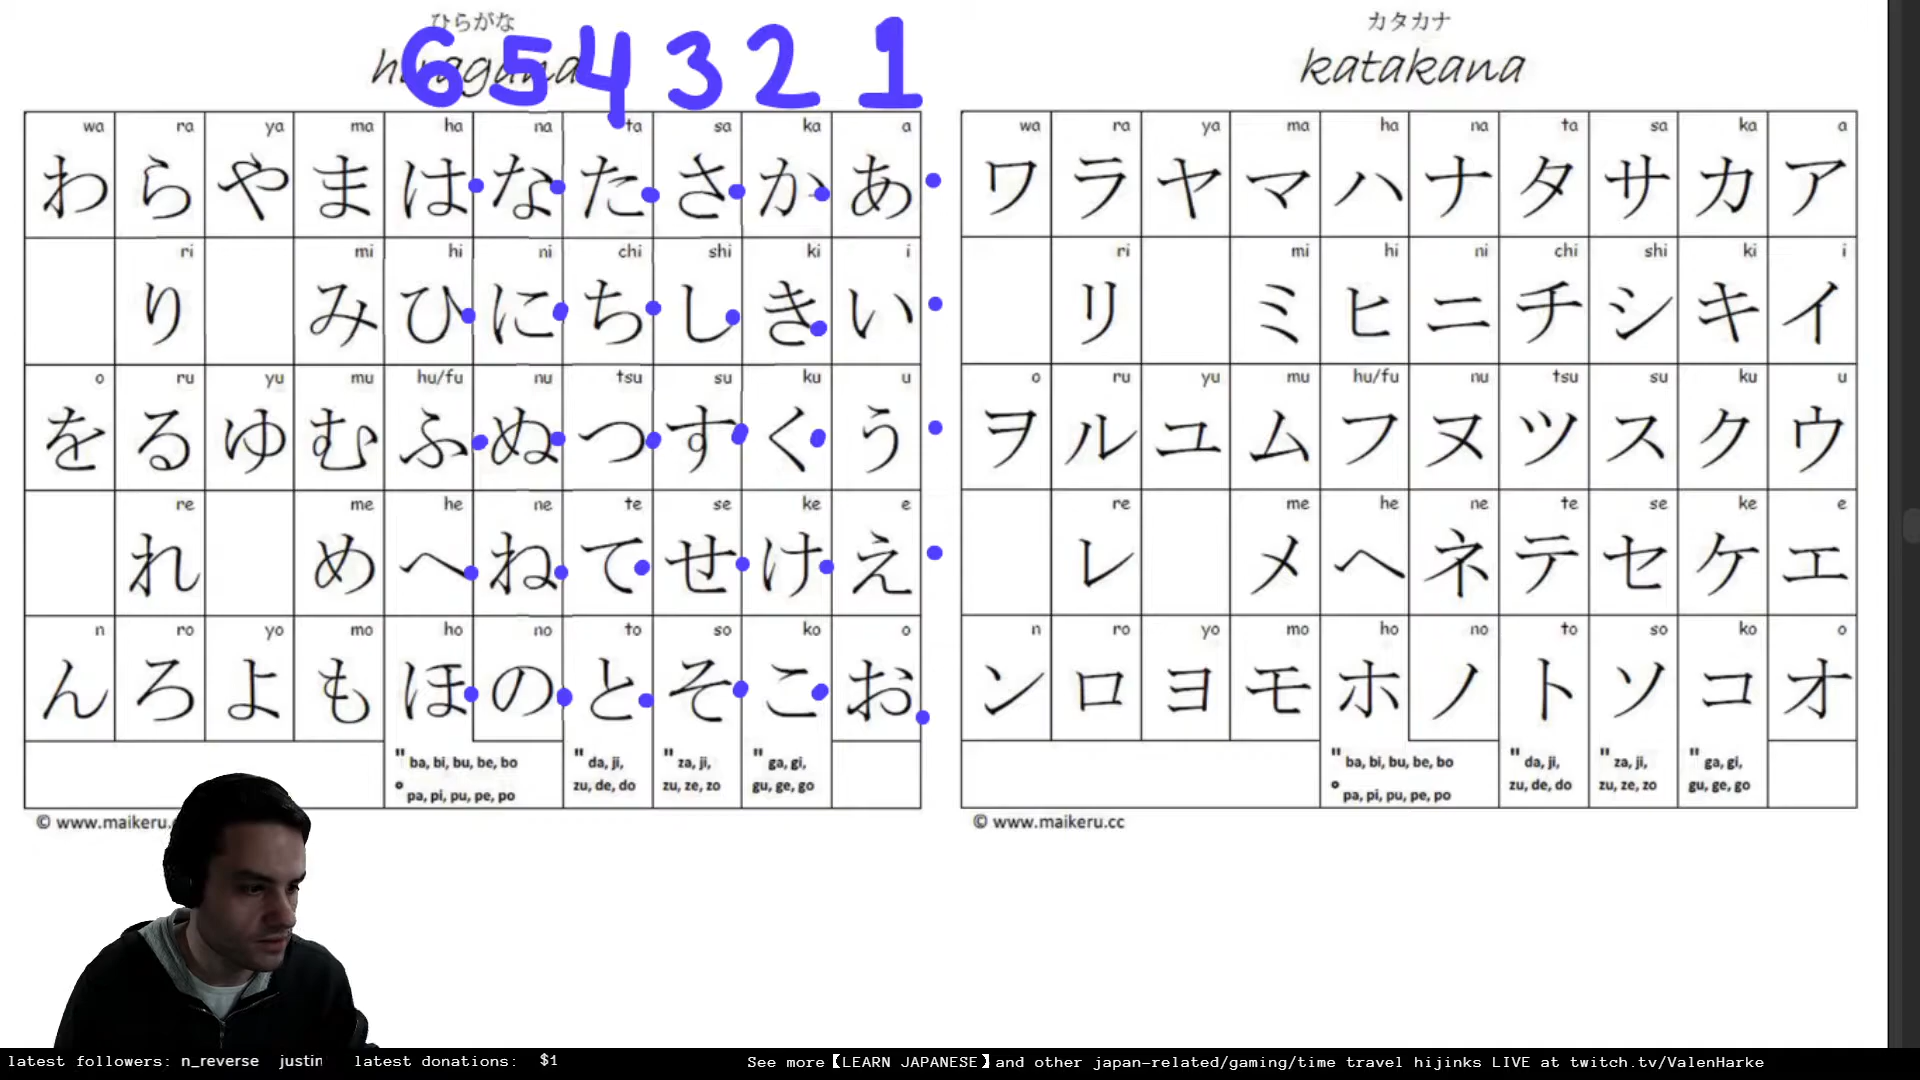 ひらがな
hiragana
6 5 4 3 2 1
wa ra ya ma ha na ta sa ka a
わ ら や ま は な た さ か あ
ri mi hi ni chi shi ki i
り み ひ に ち し き い
o ru yu mu hu/fu nu tsu su ku u
を る ゆ む ふ ぬ つ す く う
re me he ne te se ke e
れ め へ ね て せ け え
n ro yo mo ho no to so ko o
ん ろ よ も ほ の と そ こ お
" ba, bi, bu, be, bo " da, ji, " za, ji, " ga, gi,
° pa, pi, pu, pe, po zu, de, do zu, ze, zo gu, ge, go
© www.maikeru.
カタカナ
katakana
wa ra ya ma ha na ta sa ka a
ワ ラ ヤ マ ハ ナ タ サ カ ア
ri mi hi ni chi shi ki i
リ ミ ヒ ニ チ シ キ イ
o ru yu mu hu/fu nu tsu su ku u
ヲ ル ユ ム フ ヌ ツ ス ク ウ
re me he ne te se ke e
レ メ ヘ ネ テ セ ケ エ
n ro yo mo ho no to so ko o
ン ロ ヨ モ ホ ノ ト ソ コ オ
" ba, bi, bu, be, bo " da, ji, " za, ji, " ga, gi,
° pa, pi, pu, pe, po zu, de, do zu, ze, zo gu, ge, go
© www.maikeru.cc
latest followers: n_reverse justin latest donations: $1 See more【LEARN JAPANESE】and other japan-related/gaming/time travel hijinks LIVE at twitch.tv/ValenHarke